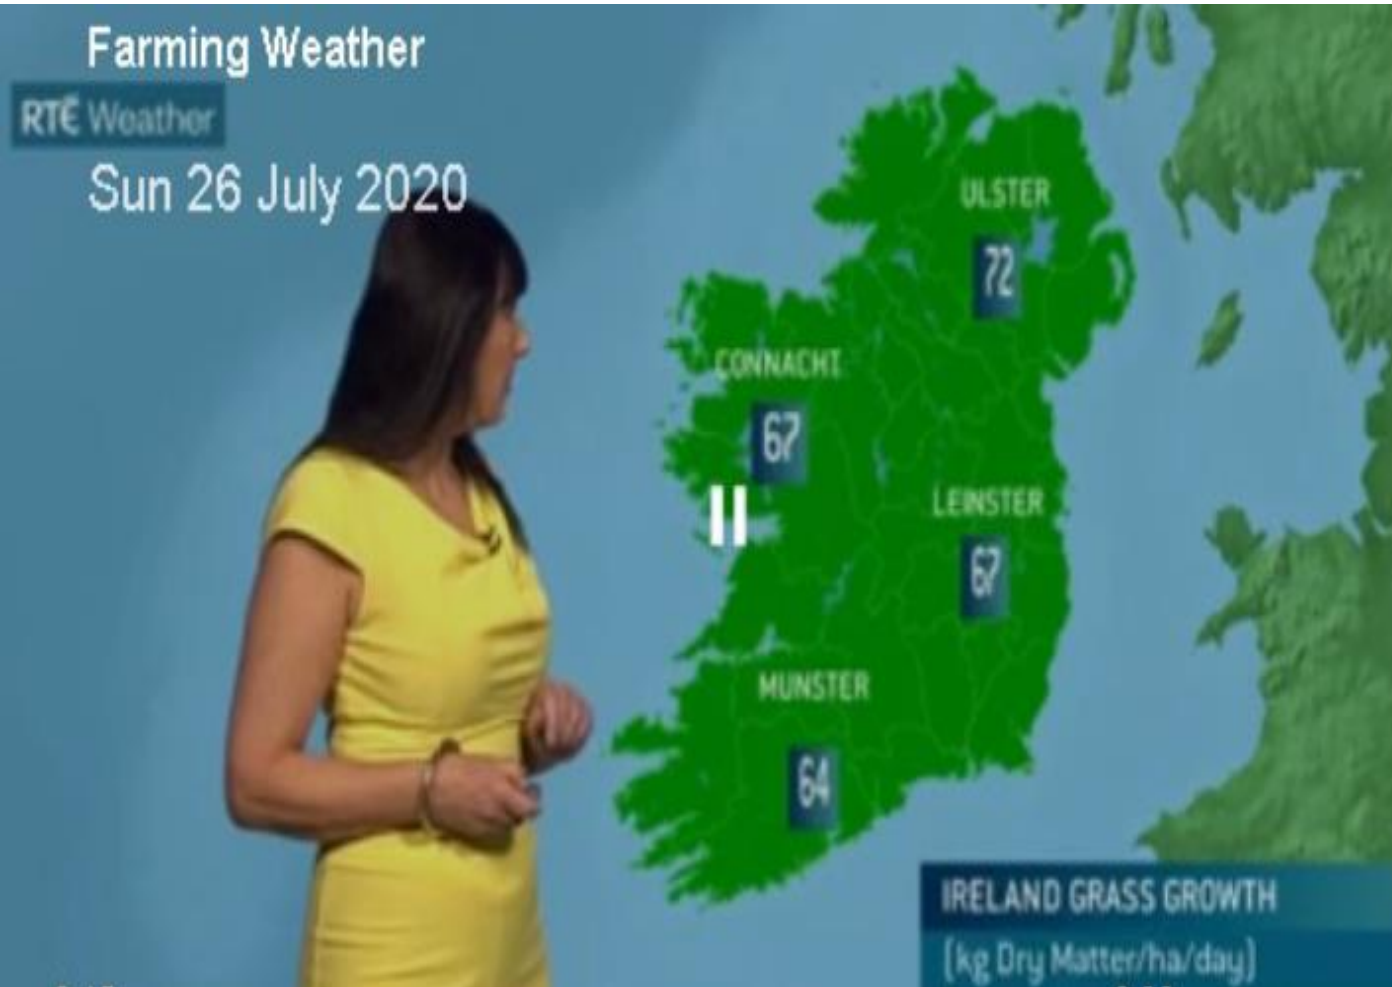 Farming Weather
RTÉ Weather
Sun 26 July 2020
ULSTER
72
CONNACHT
67
LEINSTER
67
MUNSTER
64
IRELAND GRASS GROWTH
(kg Dry Matter/ha/day)